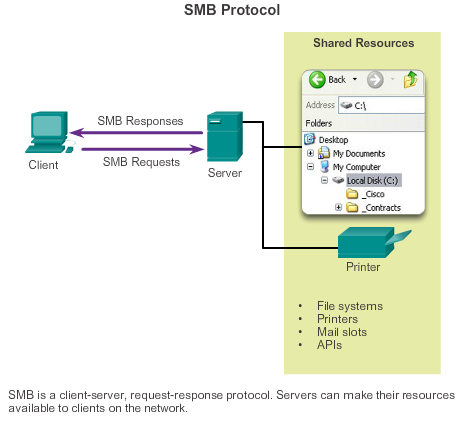 SMB Protocol
Shared Resources
Back
Address C:\
Folders
Desktop
My Documents
My Computer
Local Disk (C:)
_Cisco
_Contracts
SMB Responses
SMB Requests
Client
Server
Printer
• File systems
• Printers
• Mail slots
• APIs
SMB is a client-server, request-response protocol. Servers can make their resources
available to clients on the network.